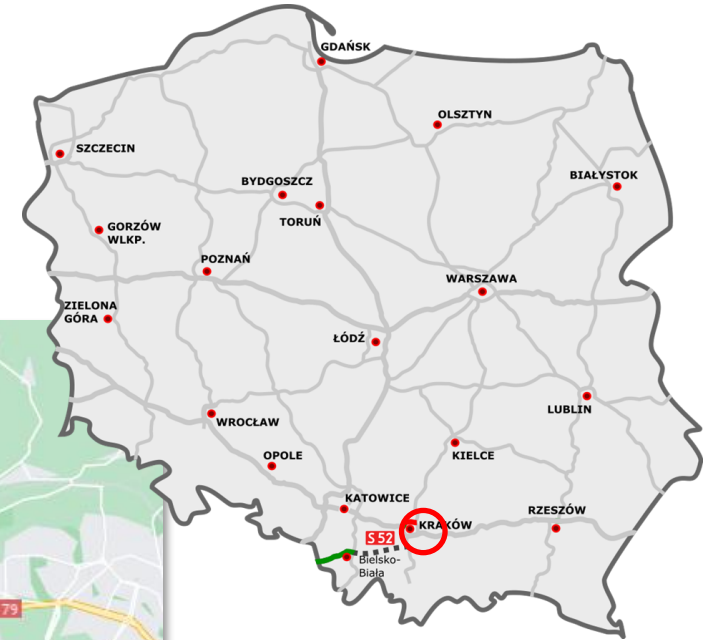 GDAŃSK
OLSZTYN
SZCZECIN
BIAŁYSTOK
BYDGOSZCZ
TORUŃ
GORZÓW
WLKP.
POZNAŃ
WARSZAWA
ZIELONA
GÓRA
ŁÓDŹ
LUBLIN
WROCŁAW
KIELCE
OPOLE
KATOWICE
RZESZÓW
KRAKÓW
S 52
Bielsko-
Biała
79